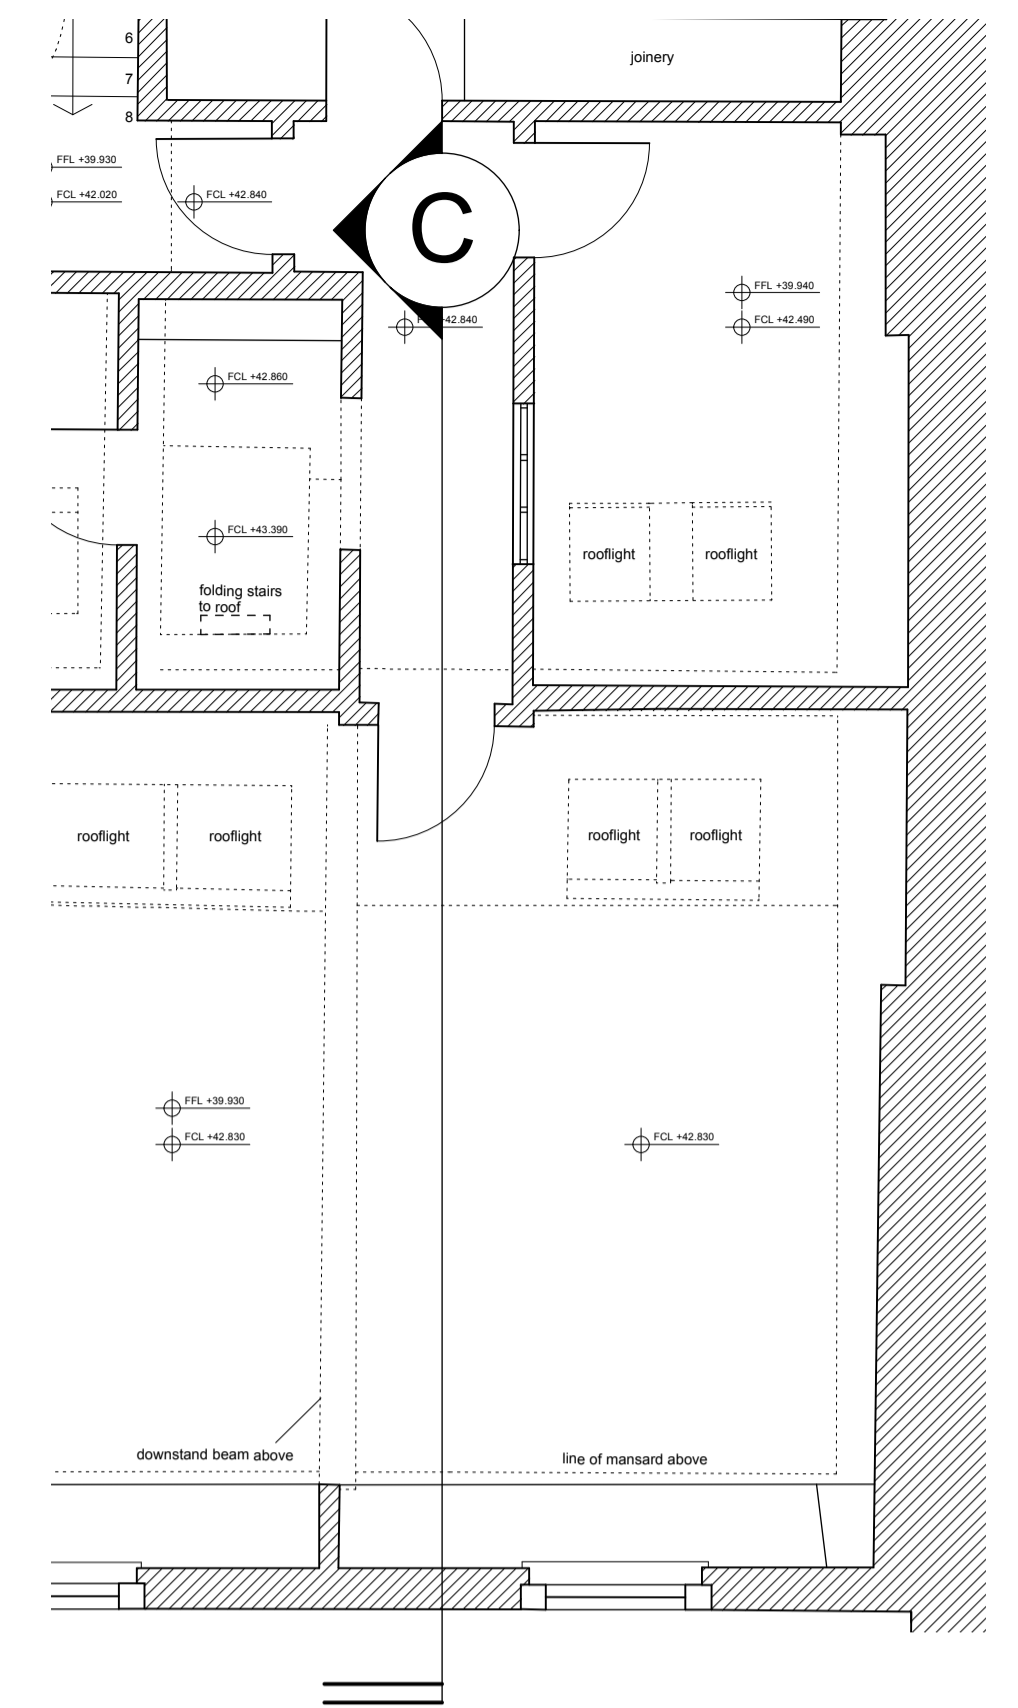 6
joinery
7
8
FFL +39.930
FCL +42.020
FCL +42.840
C
FFL +39.940
42.840
FCL +42.490
FCL +42.860
FCL +43.390
rooflight
rooflight
folding stairs
to roof
rooflight
rooflight
rooflight
rooflight
FFL +39.930
FCL +42.830
FCL +42.830
downstand beam above
line of mansard above